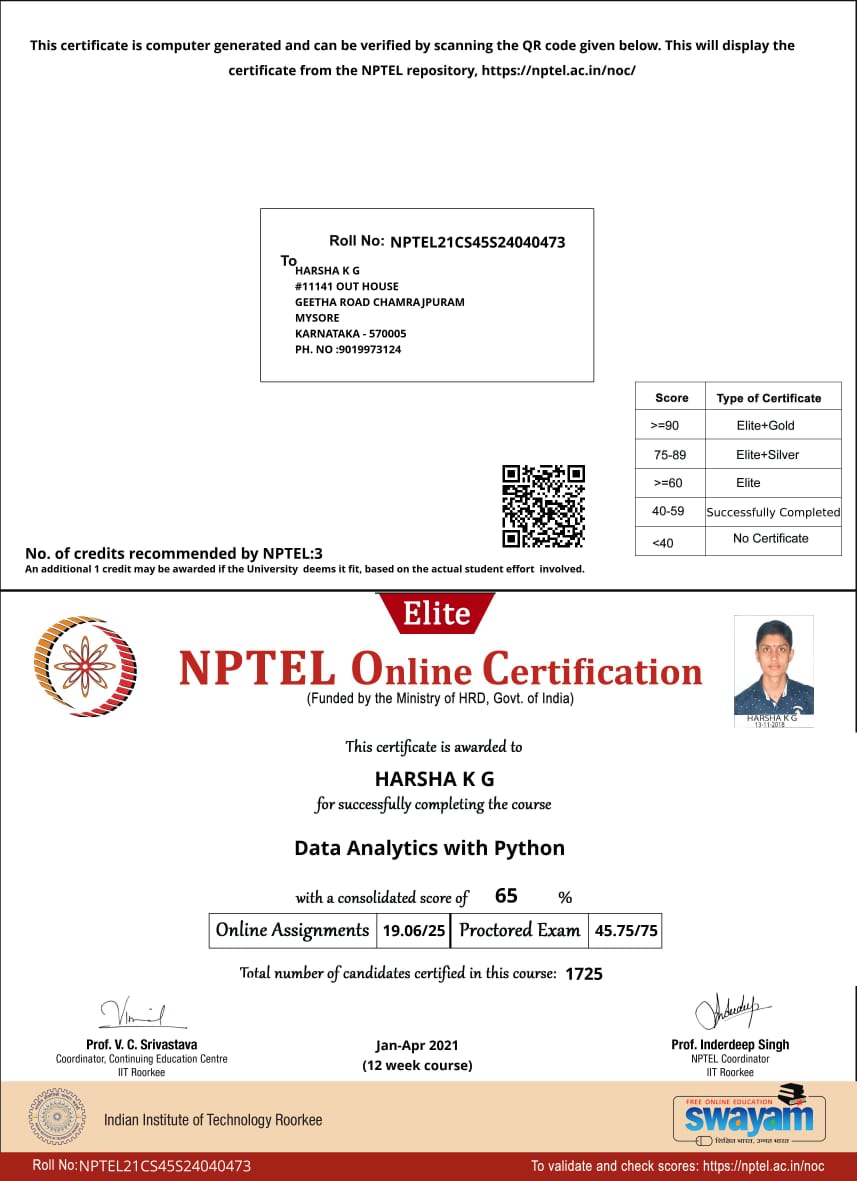 This certificate is computer generated and can be verified by scanning the QR code given below. This will display the
certificate from the NPTEL repository, https://nptel.ac.in/noc/
Roll No: NPTEL21CS45S24040473
To
HARSHA K G
#11141 OUT HOUSE
GEETHA ROAD CHAMRAJPURAM
MYSORE
KARNATAKA - 570005
PH. NO :9019973124
Score Type of Certificate
>=90 Elite+Gold
75-89 Elite+Silver
>=60 Elite
40-59 Successfully Completed
<40 No Certificate
No. of credits recommended by NPTEL:3
An additional 1 credit may be awarded if the University deems it fit, based on the actual student effort involved.
Elite
NPTEL Online Certification
(Funded by the Ministry of HRD, Govt. of India)
HARSHA K G
13-11-2018
This certificate is awarded to
HARSHA K G
for successfully completing the course
Data Analytics with Python
with a consolidated score of 65 %
Online Assignments 19.06/25 Proctored Exam 45.75/75
Total number of candidates certified in this course: 1725
Prof. V. C. Srivastava
Coordinator, Continuing Education Centre
IIT Roorkee
Jan-Apr 2021
(12 week course)
Prof. Inderdeep Singh
NPTEL Coordinator
IIT Roorkee
Indian Institute of Technology Roorkee
FREE ONLINE EDUCATION
swayam
शिक्षित भारत, उन्नत भारत
Roll No:NPTEL21CS45S24040473
To validate and check scores: https://nptel.ac.in/noc